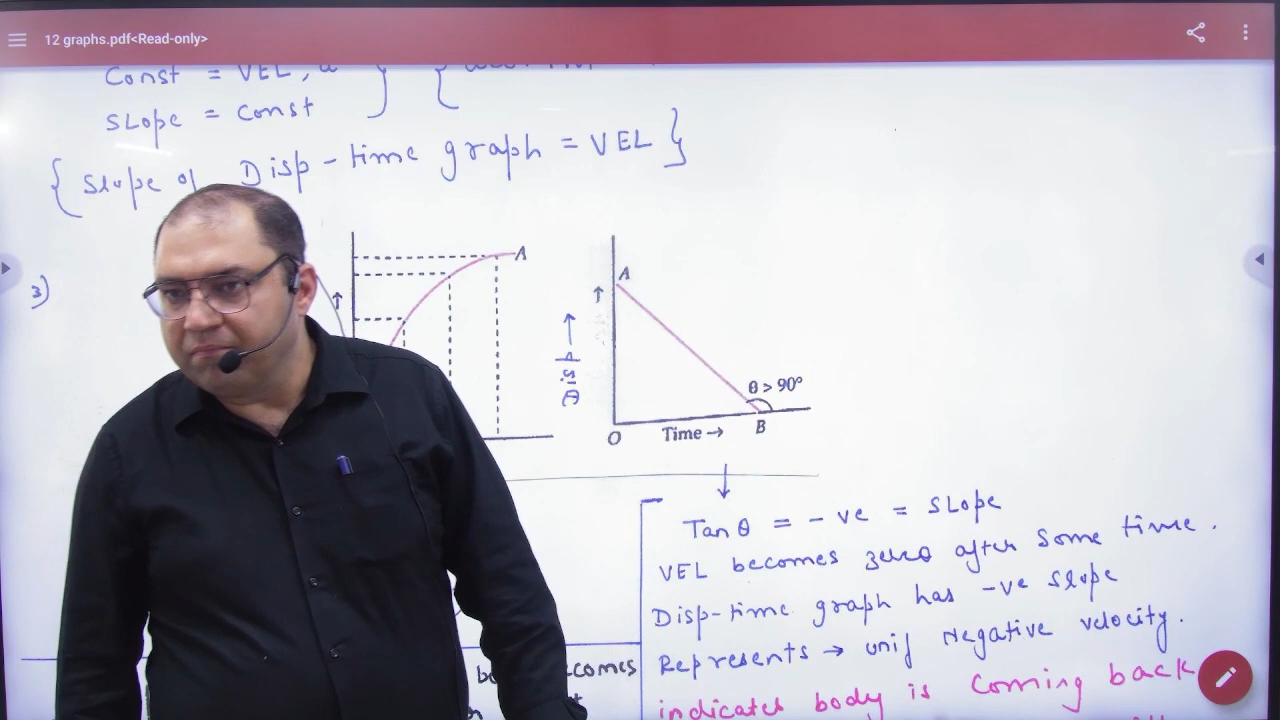 12 graphs.pdf<Read-only>
Const = VEL,
SLope = Const
{ Slope of Disp - time graph = VEL }
3)
A
A
Disp →
θ > 90°
O Time → B
Tan θ = - ve = SLope
VEL becomes zero after Some time.
Disp-time graph has -ve slope
Represents → unif Negative velocity.
indicates body is Coming back